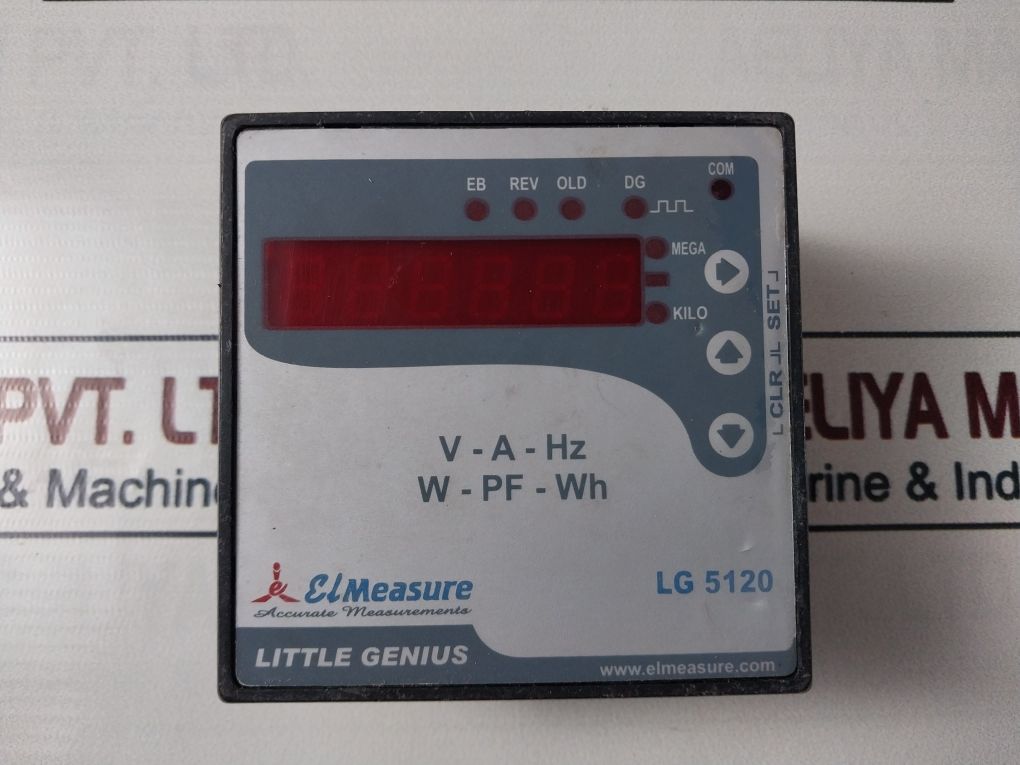 EB REV OLD DG COM
MEGA
KILO
CLR SET
PVT. LT
ELIYA M
& Machin
rine & Ind
V - A - Hz
W - PF - Wh
ElMeasure
Accurate Measurements
LG 5120
LITTLE GENIUS
www.elmeasure.com